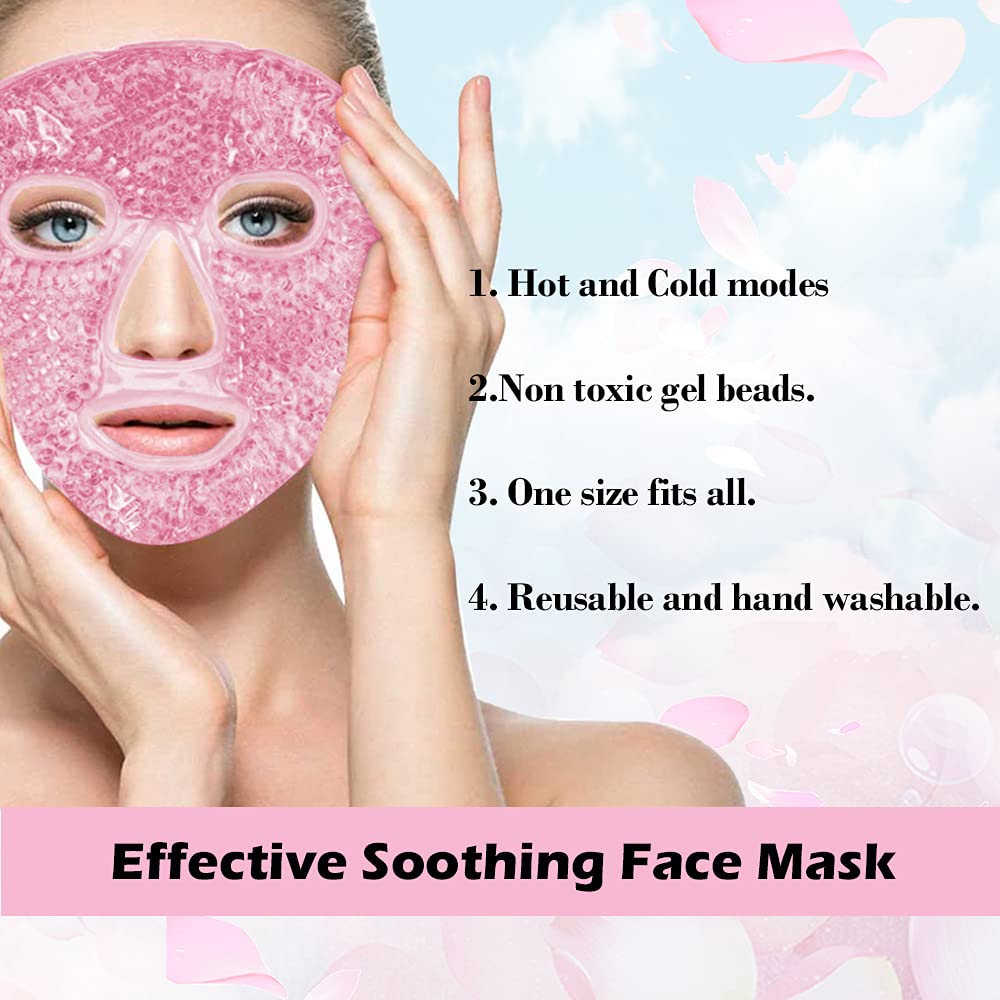 1. Hot and Cold modes
2.Non toxic gel beads.
3. One size fits all.
4. Reusable and hand washable.
Effective Soothing Face Mask